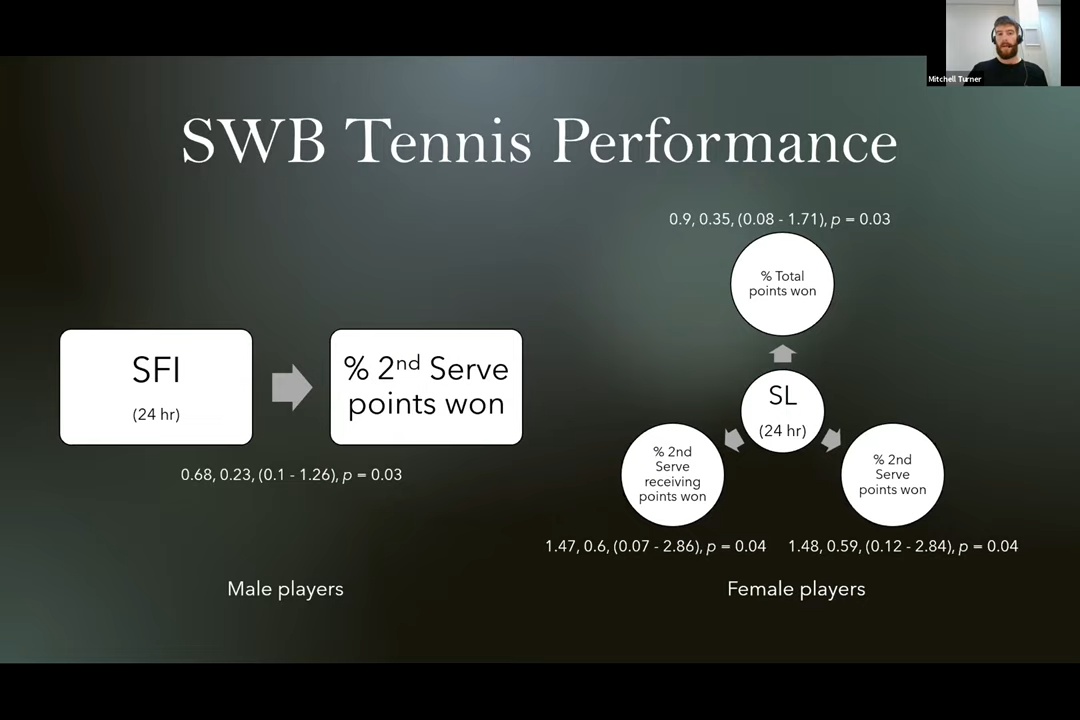 Mitchell Turner
SWB Tennis Performance
SFI
(24 hr)
% 2nd Serve
points won
0.68, 0.23, (0.1 - 1.26), p = 0.03
Male players
0.9, 0.35, (0.08 - 1.71), p = 0.03
% Total
points won
SL
(24 hr)
% 2nd
Serve
receiving
points won
% 2nd
Serve
points won
1.47, 0.6, (0.07 - 2.86), p = 0.04
1.48, 0.59, (0.12 - 2.84), p = 0.04
Female players